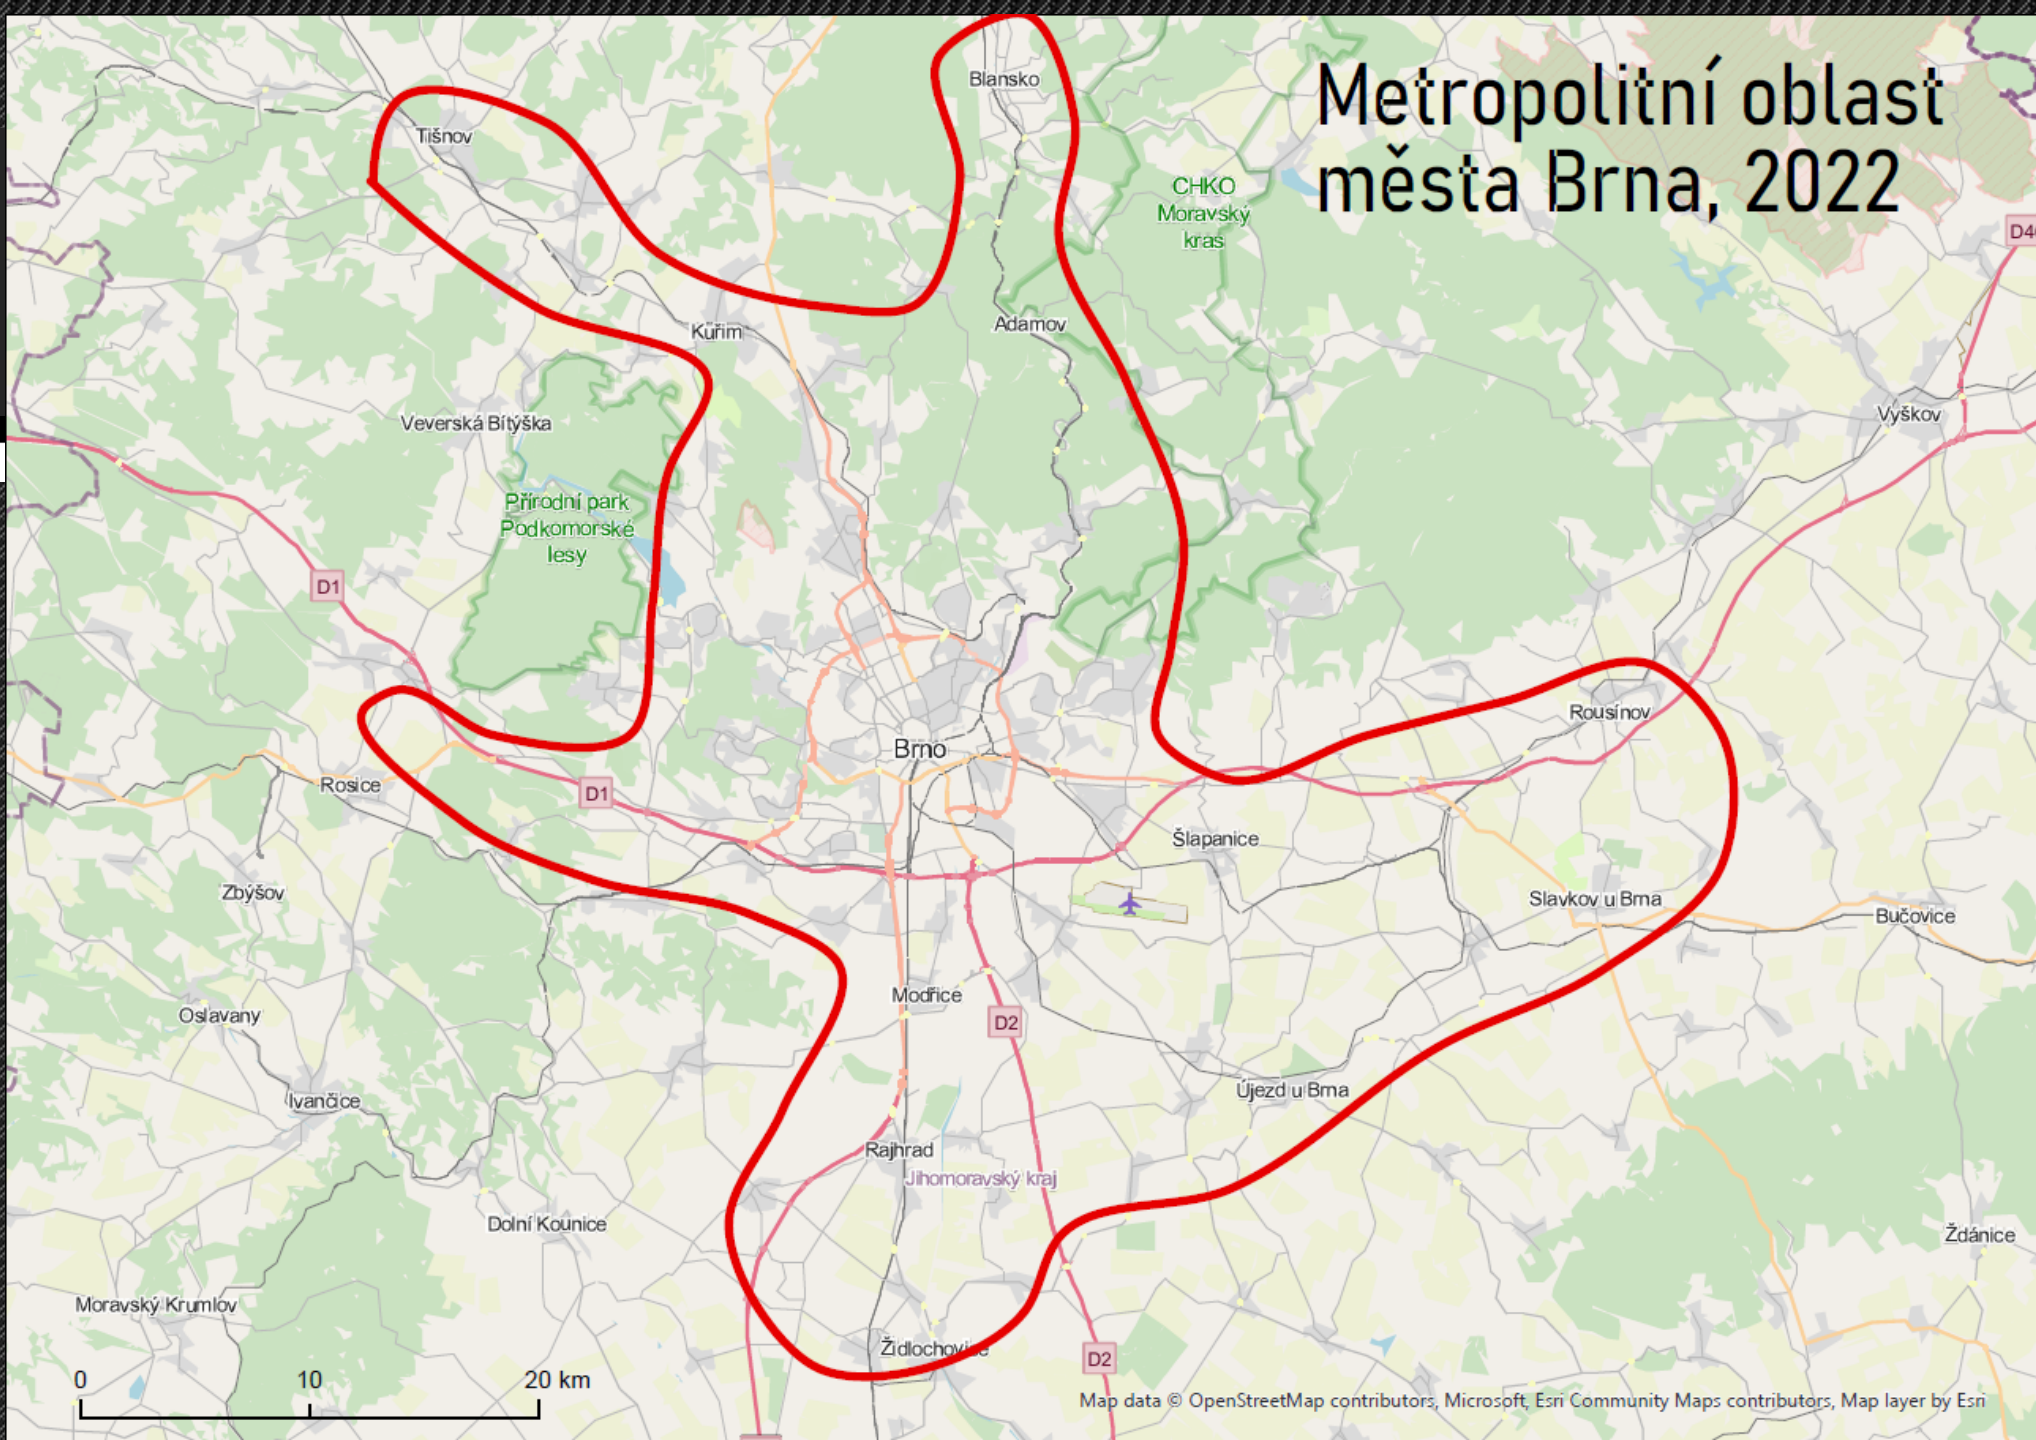 Metropolitní oblast
města Brna, 2022
Blansko
Tišnov
CHKO
Moravský
kras
D4
Kuřim
Adamov
Veverská Bítýška
Vyškov
Přírodní park
Podkomorské
lesy
D1
Rousínov
Brno
Rosice
D1
Šlapanice
Zbýšov
Slavkov u Brna
Bučovice
Modřice
Oslavany
D2
Újezd u Brna
Ivančice
Rajhrad
Jihomoravský kraj
Dolní Kounice
Ždánice
Moravský Krumlov
Židlochovice
D2
0 10 20 km
Map data © OpenStreetMap contributors, Microsoft, Esri Community Maps contributors, Map layer by Esri